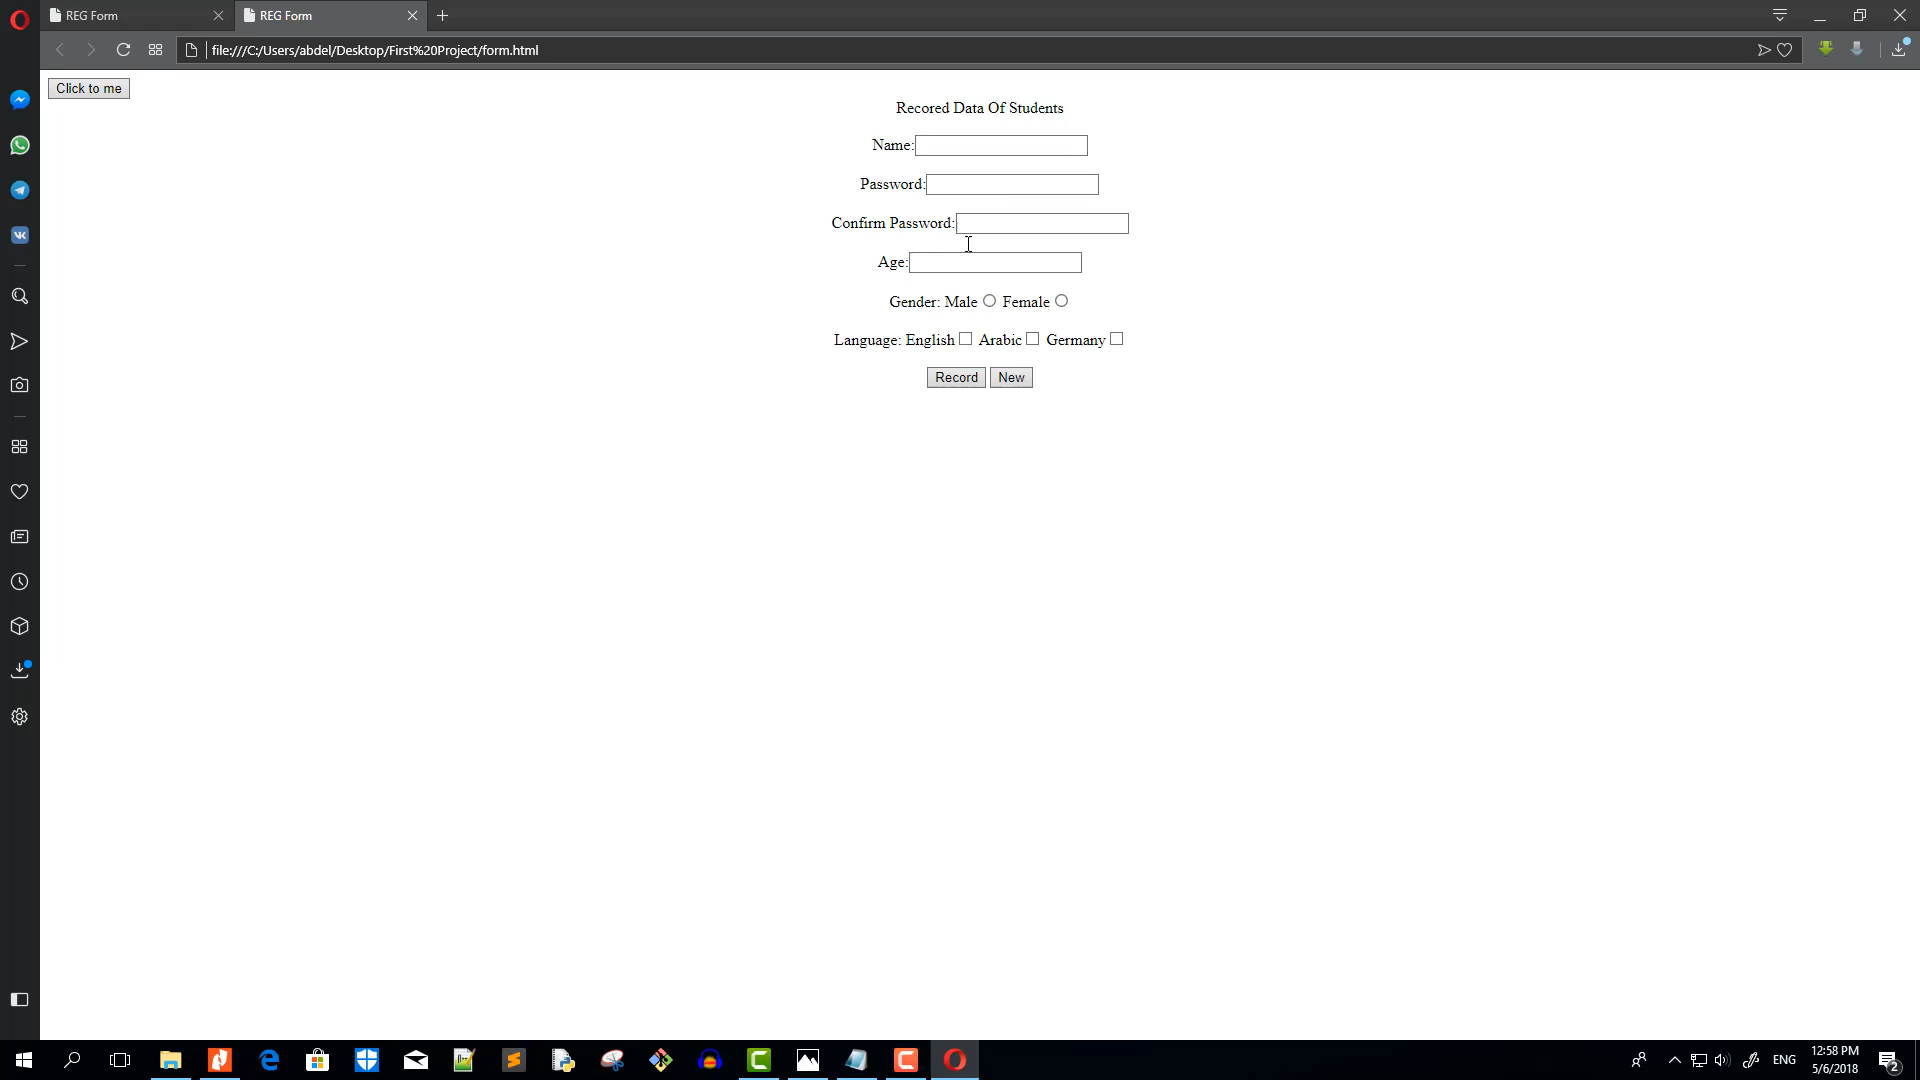 REG Form
REG Form
file:///C:/Users/abdel/Desktop/First%20Project/form.html
Click to me
Recored Data Of Students
Name:
Password:
Confirm Password:
Age:
Gender: Male Female
Language: English Arabic Germany
Record New
ENG
12:58 PM
5/6/2018
2